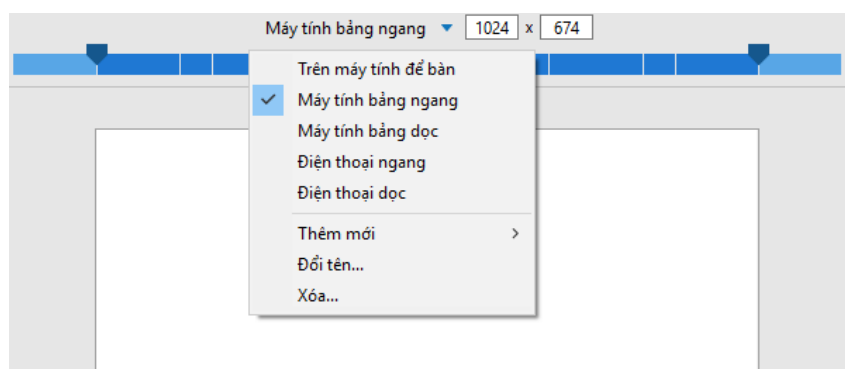 Máy tính bảng ngang 1024 x 674
Trên máy tính để bàn
Máy tính bảng ngang
Máy tính bảng dọc
Điện thoại ngang
Điện thoại dọc
Thêm mới
Đổi tên...
Xóa...